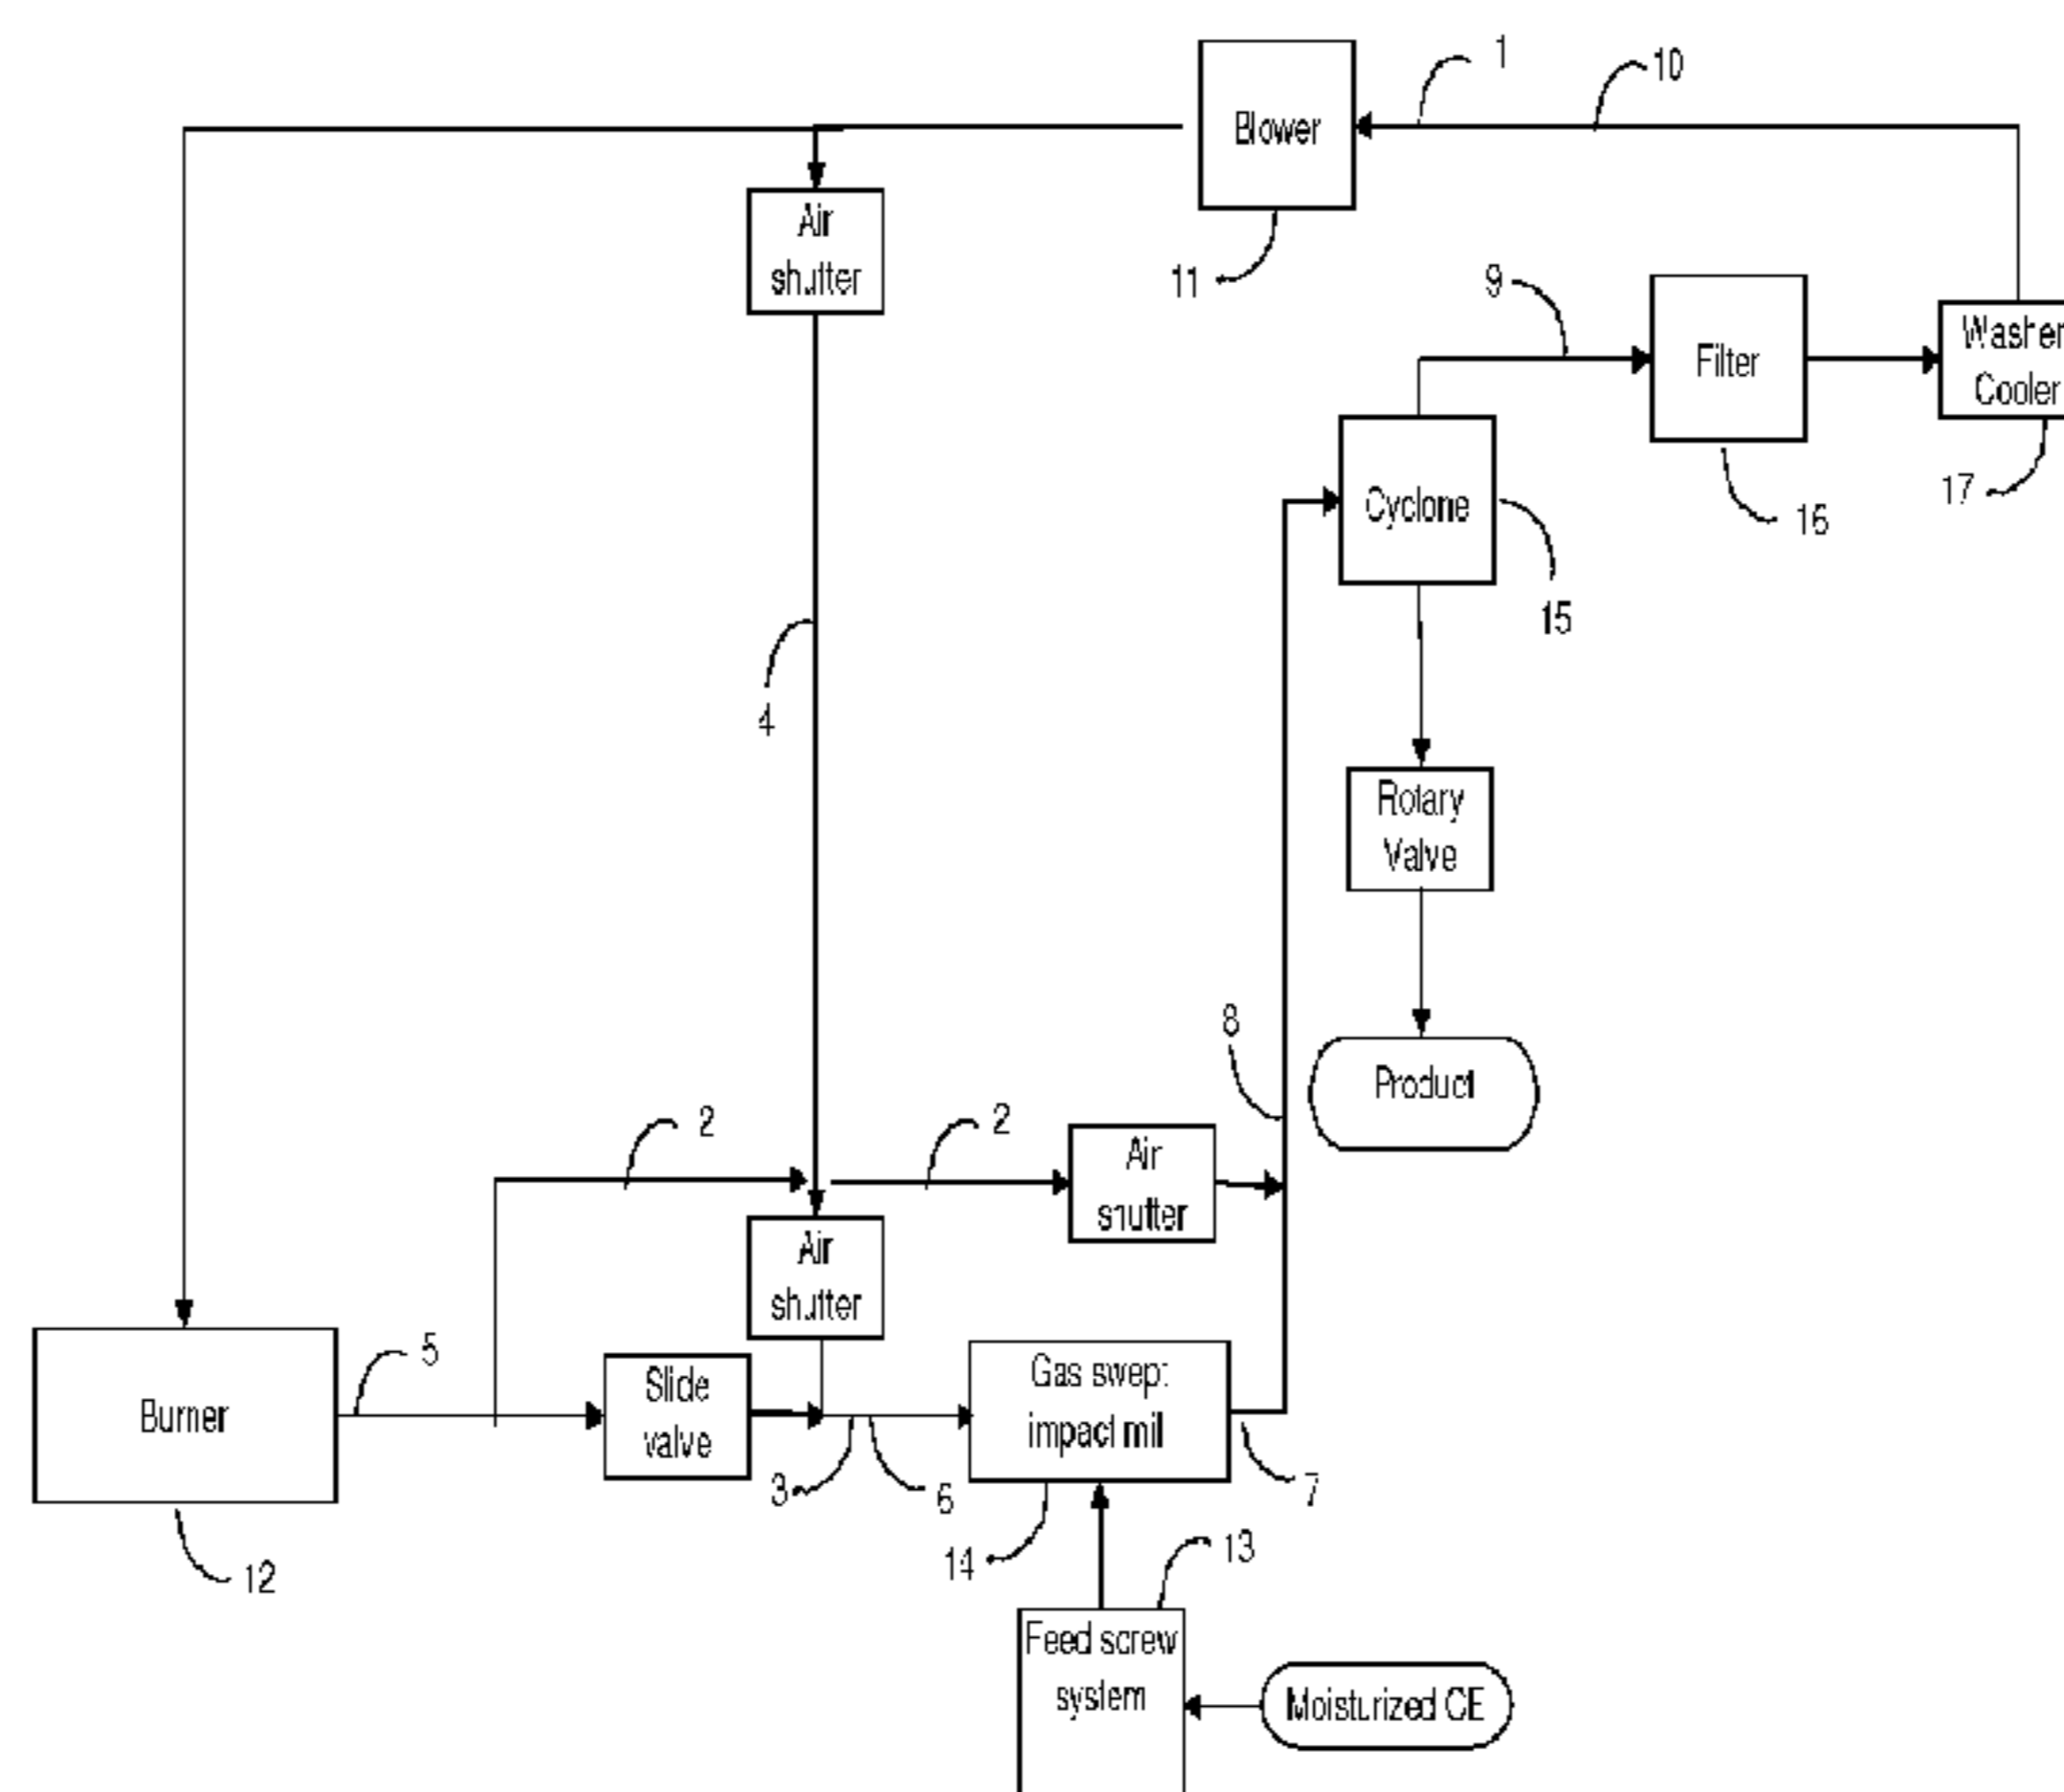 1
10
Blower
Air
shutter
11
9
Filter
Washer
Cooler
17
16
Cyclone
15
4
Rotary
Valve
8
Product
2
2
Air
shutter
Air
shutter
5
Burner
Slide
valve
Gas swept
impact mill
3
6
7
12
14
13
Feed screw
system
Moisturized CE